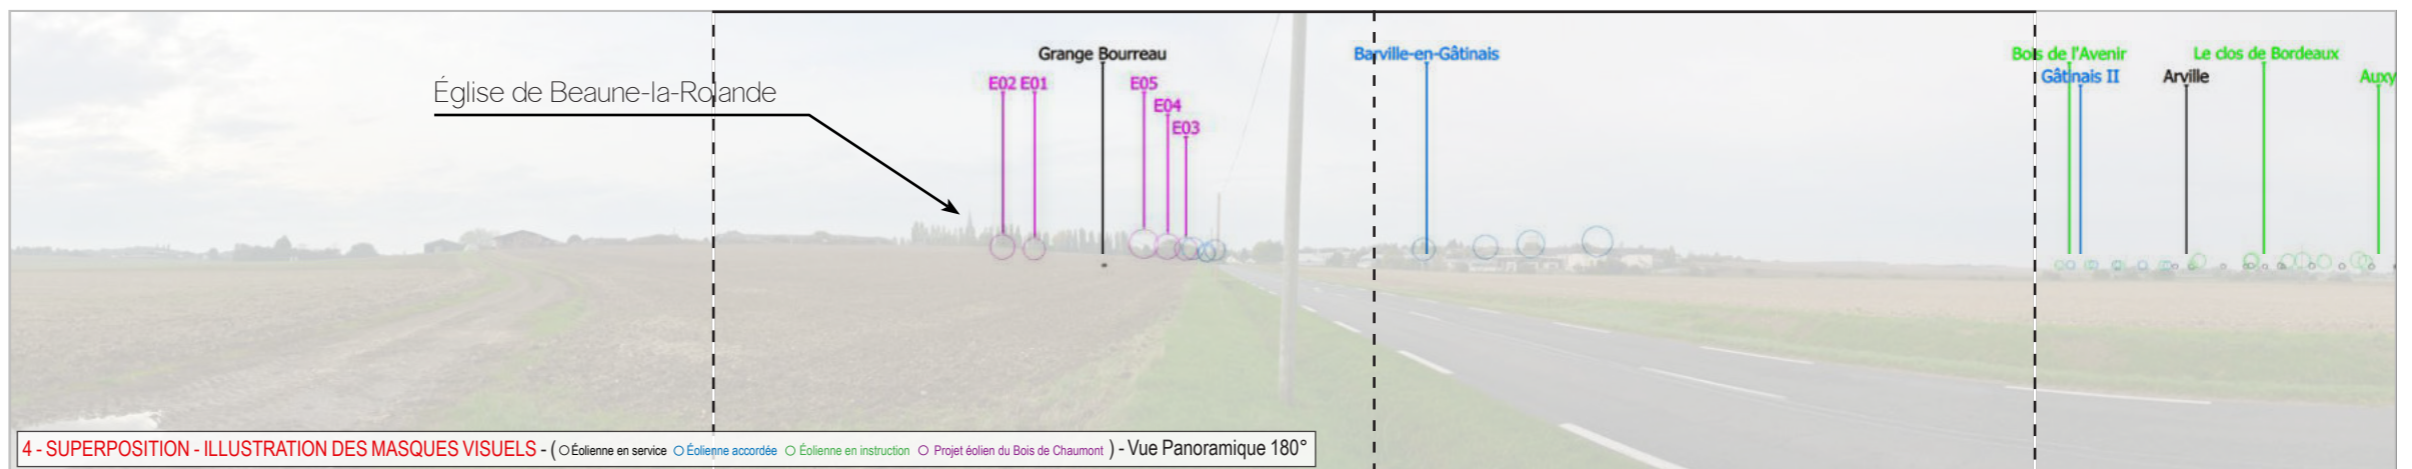 Grange Bourreau
Barville-en-Gâtinais
Bois de l'Avenir
Le clos de Bordeaux
Gâtinais II
Arville
Auxy
Église de Beaune-la-Rolande
E02 E01
E05
E04
E03
4 - SUPERPOSITION - ILLUSTRATION DES MASQUES VISUELS - ( Éolienne en service Éolienne accordée Éolienne en instruction Projet éolien du Bois de Chaumont ) - Vue Panoramique 180°